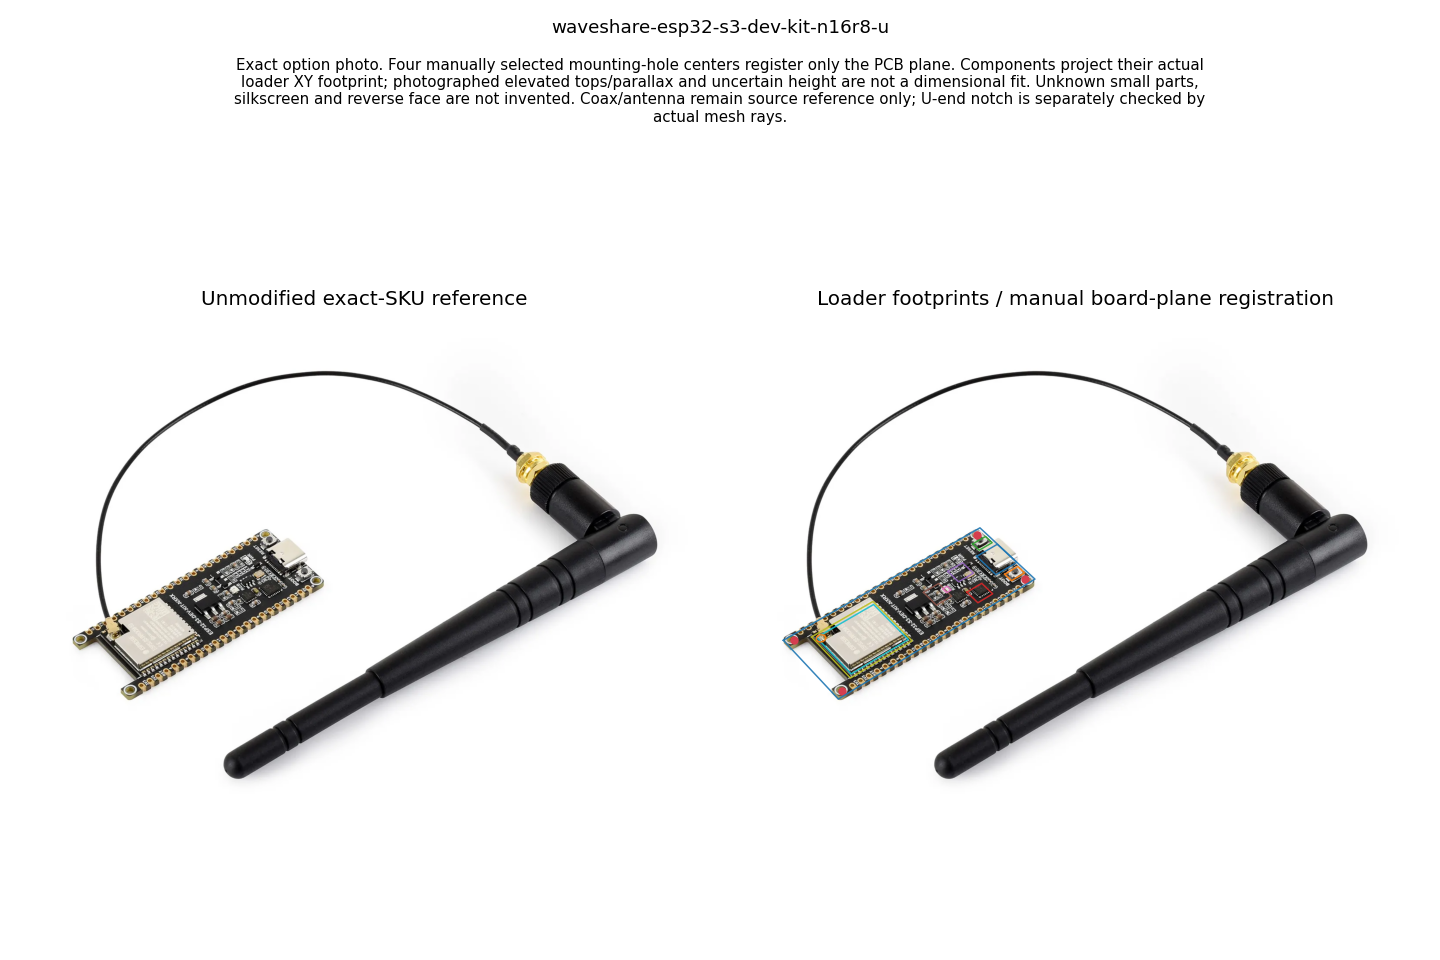 waveshare-esp32-s3-dev-kit-n16r8-u
Exact option photo. Four manually selected mounting-hole centers register only the PCB plane. Components project their actual
loader XY footprint; photographed elevated tops/parallax and uncertain height are not a dimensional fit. Unknown small parts,
silkscreen and reverse face are not invented. Coax/antenna remain source reference only; U-end notch is separately checked by
actual mesh rays.
Unmodified exact-SKU reference
Loader footprints / manual board-plane registration